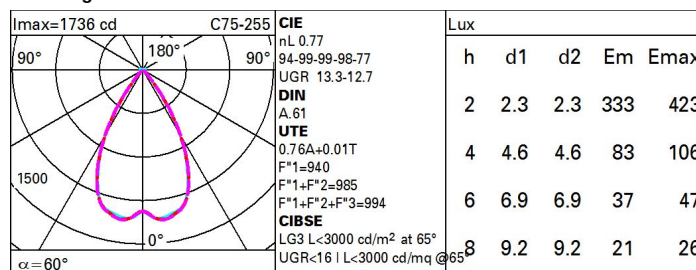 Imax=1736 cd C75-255
90° 180° 90°
1500
0°
α=60°
CIE
nL 0.77
94-99-99-98-77
UGR 13.3-12.7
DIN
A.61
UTE
0.76A+0.01T
F"1=940
F"1+F"2=985
F"1+F"2+F"3=994
CIBSE
LG3 L<3000 cd/m² at 65°
UGR<16 | L<3000 cd/mq @65°
Lux
h d1 d2 Em Emax
2 2.3 2.3 333 423
4 4.6 4.6 83 106
6 6.9 6.9 37 47
8 9.2 9.2 21 26